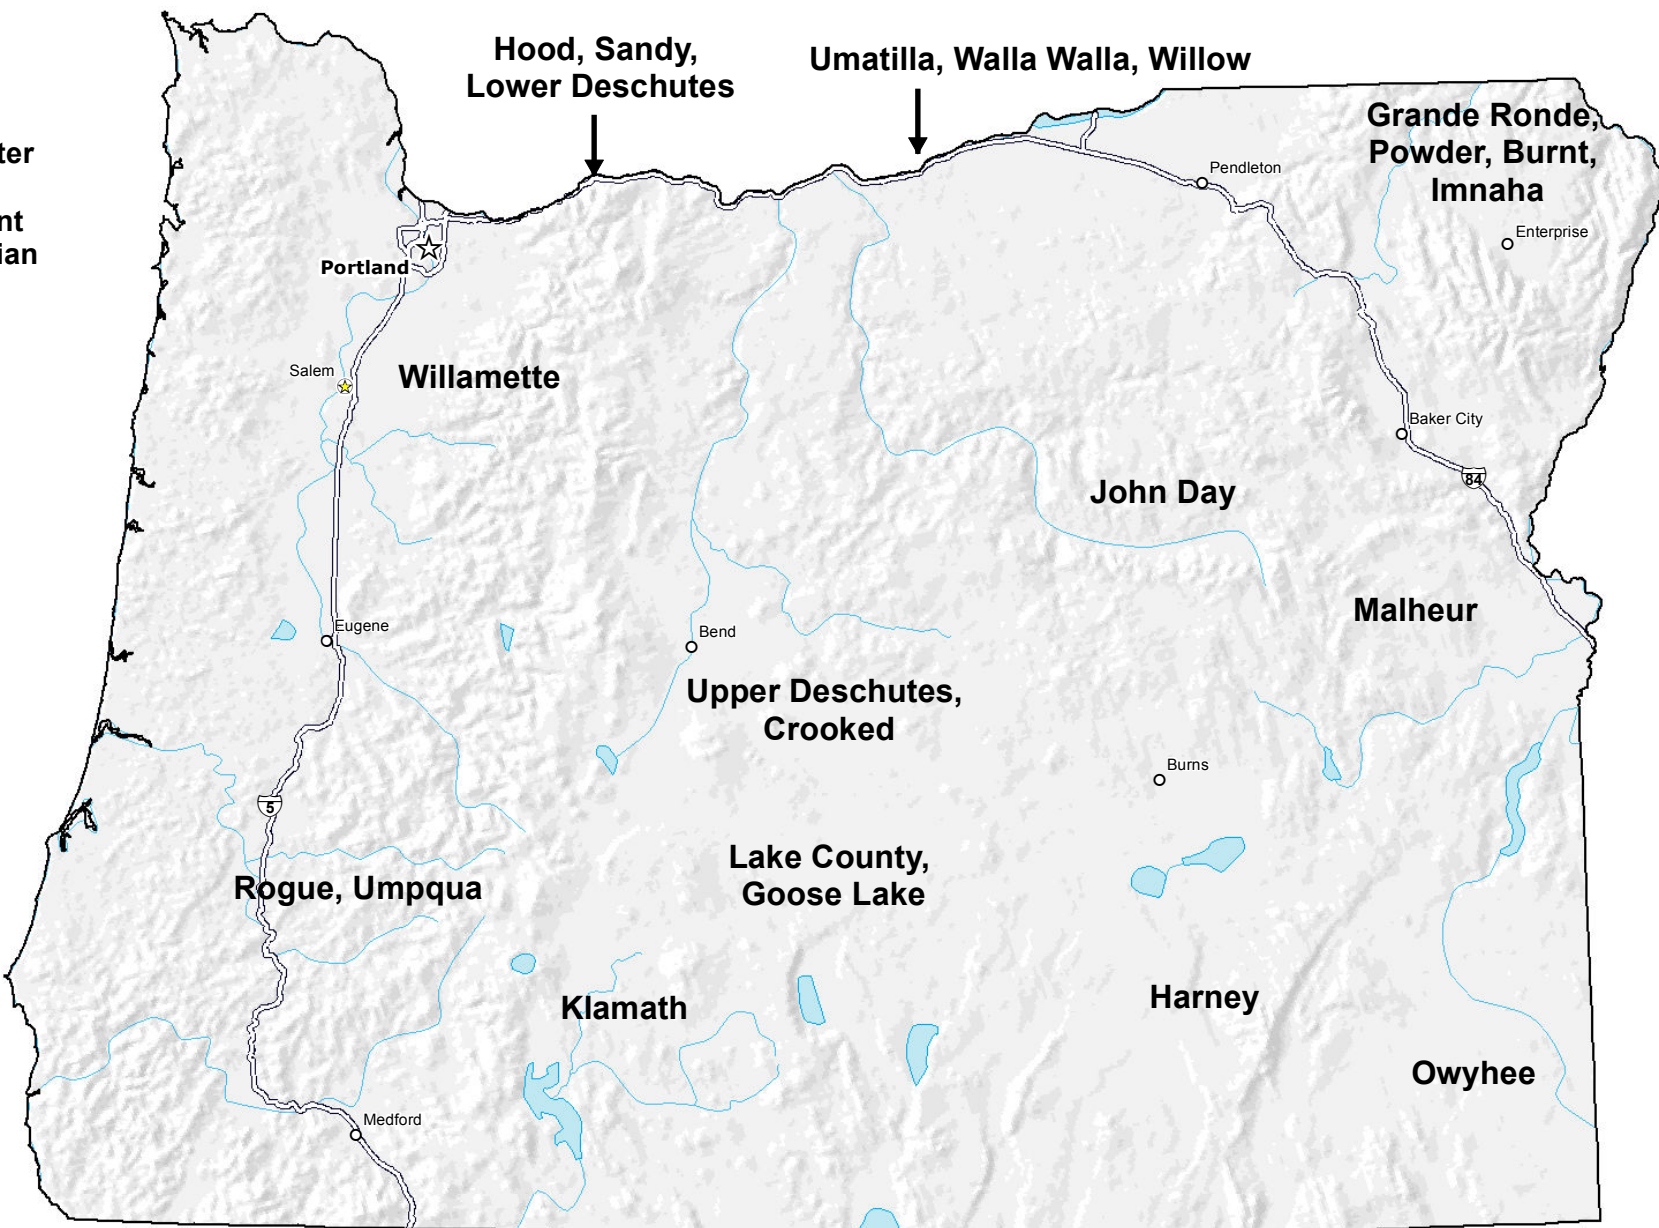 Hood, Sandy,
Lower Deschutes
Umatilla, Walla Walla, Willow
Grande Ronde,
Powder, Burnt,
Imnaha
ter
nt
ian
Pendleton
Enterprise
Portland
Salem
Willamette
Baker City
84
John Day
Malheur
Eugene
Bend
Upper Deschutes,
Crooked
Burns
5
Lake County,
Goose Lake
Rogue, Umpqua
Klamath
Harney
Owyhee
Medford